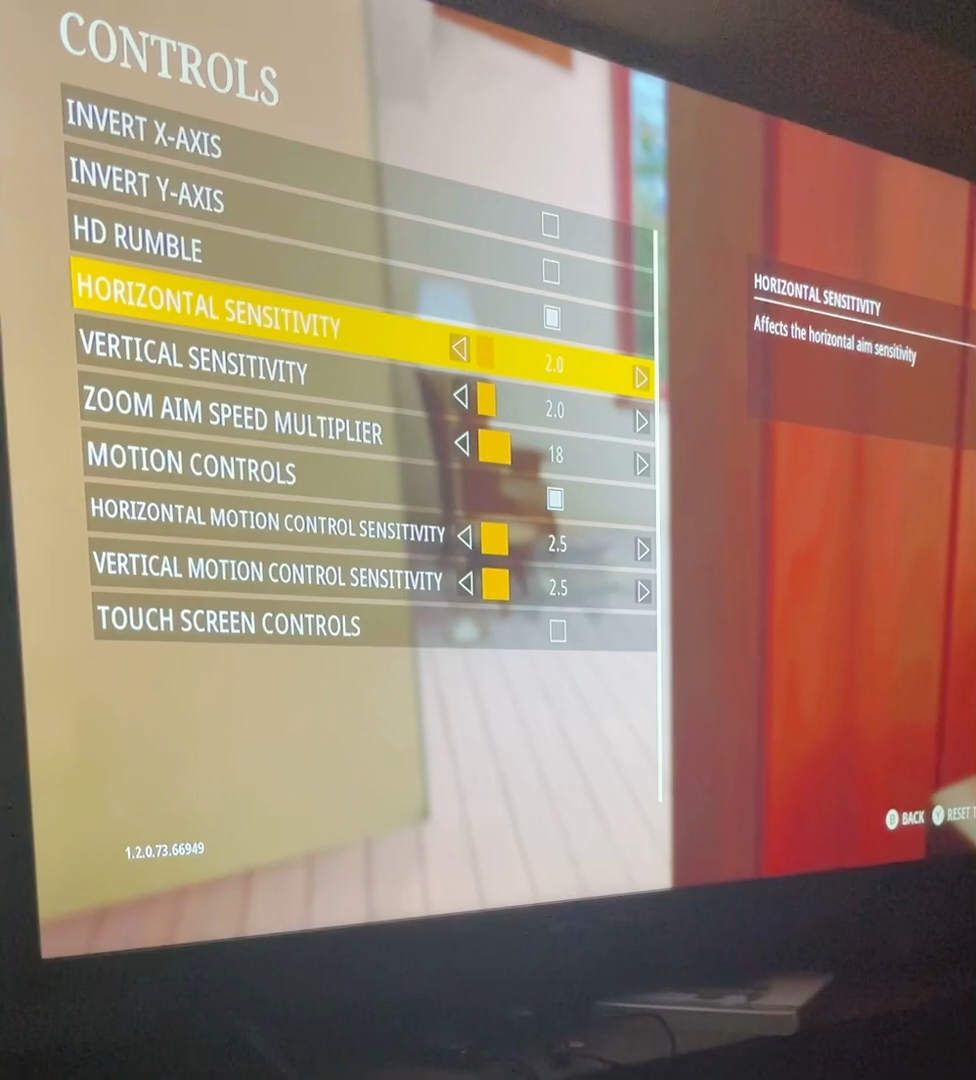 CONTROLS
INVERT X-AXIS
INVERT Y-AXIS
HD RUMBLE
HORIZONTAL SENSITIVITY 2.0
VERTICAL SENSITIVITY 2.0
ZOOM AIM SPEED MULTIPLIER 18
MOTION CONTROLS
HORIZONTAL MOTION CONTROL SENSITIVITY 2.5
VERTICAL MOTION CONTROL SENSITIVITY 2.5
TOUCH SCREEN CONTROLS
HORIZONTAL SENSITIVITY
Affects the horizontal aim sensitivity
B BACK Y RESET
1.2.0.73.66949